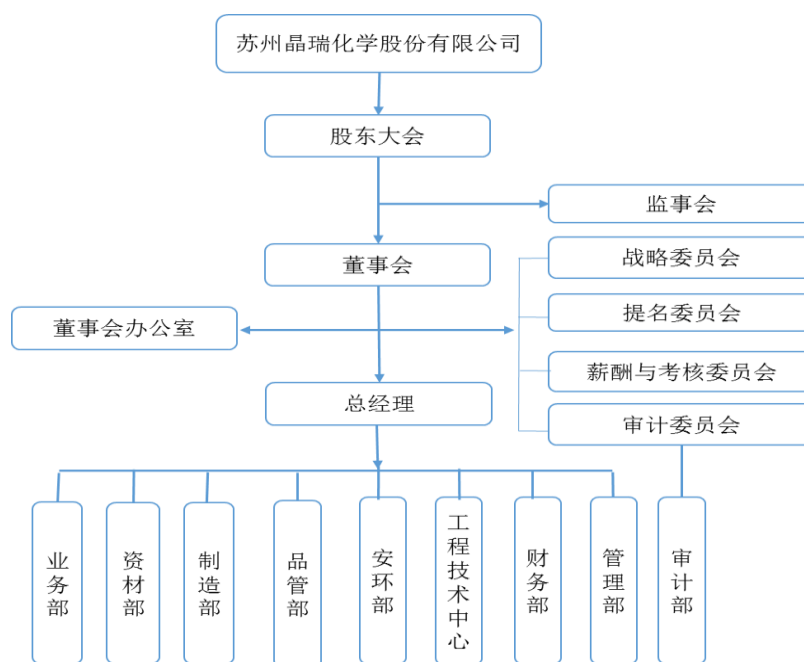 苏州晶瑞化学股份有限公司
股东大会
监事会
董事会
战略委员会
董事会办公室
提名委员会
薪酬与考核委员会
总经理
审计委员会
业务部
资材部
制造部
品管部
安环部
工程技术中心
财务部
管理部
审计部